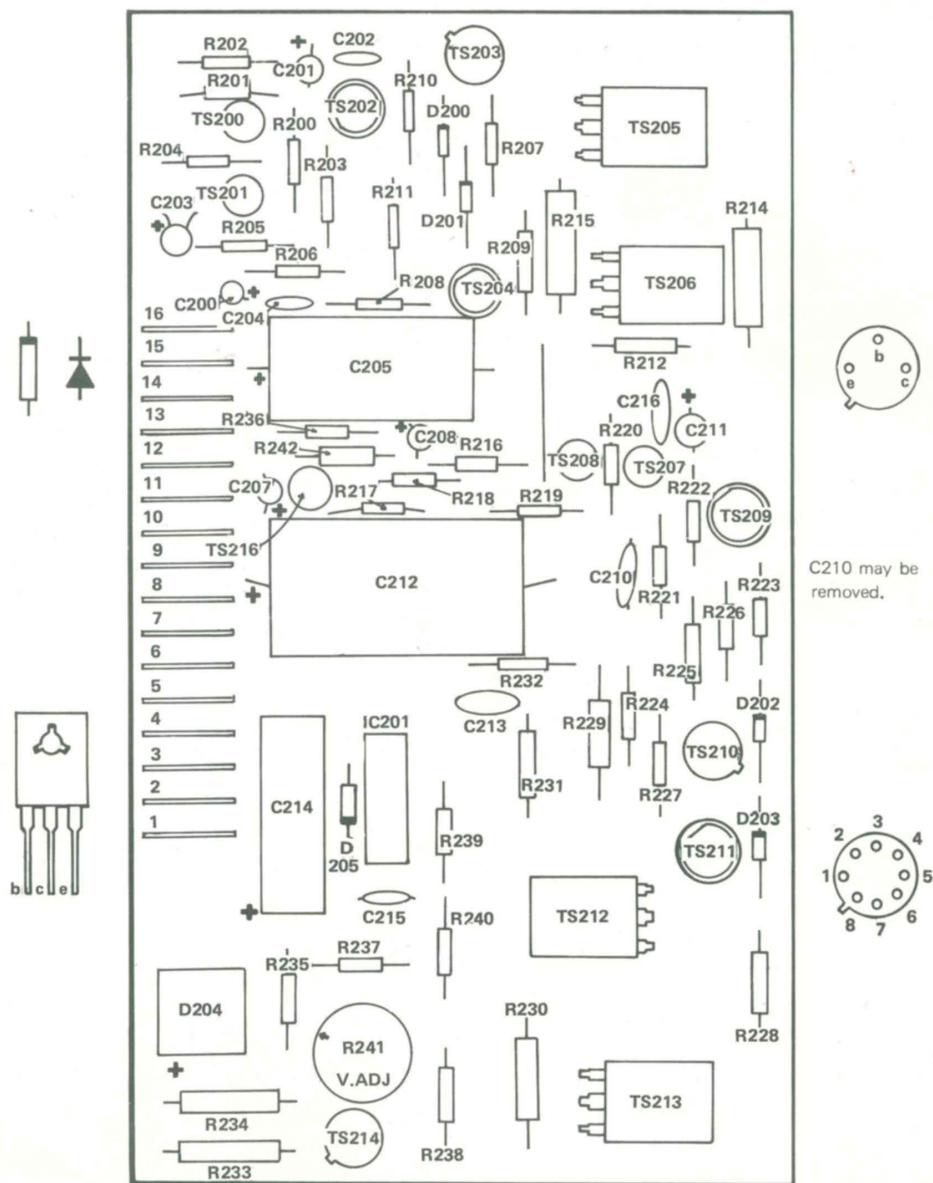 R202
C202
TS203
C201
R201
R210
D200
TS202
TS200
R200
TS205
R207
R204
R203
TS201
R211
C203
D201
R215
R214
R205
R209
R206
R208
TS204
TS206
C200
C204
16
15
C205
R212
b
e
c
14
C216
13
R236
C208
R220
C211
12
R242
R216
TS208
TS207
11
C207
R217
R218
R219
R222
TS209
10
TS216
9
C212
C210
C210 may be
removed.
8
R221
R223
7
R226
6
R232
R225
5
D202
4
IC201
C213
R229
R224
TS210
3
C214
R231
R227
2
D
205
R239
D203
1
TS211
1
2
3
4
5
6
7
8
b
c
e
C215
TS212
R240
R237
R235
D204
R230
R228
R241
V.ADJ
TS213
R234
TS214
R233
R238